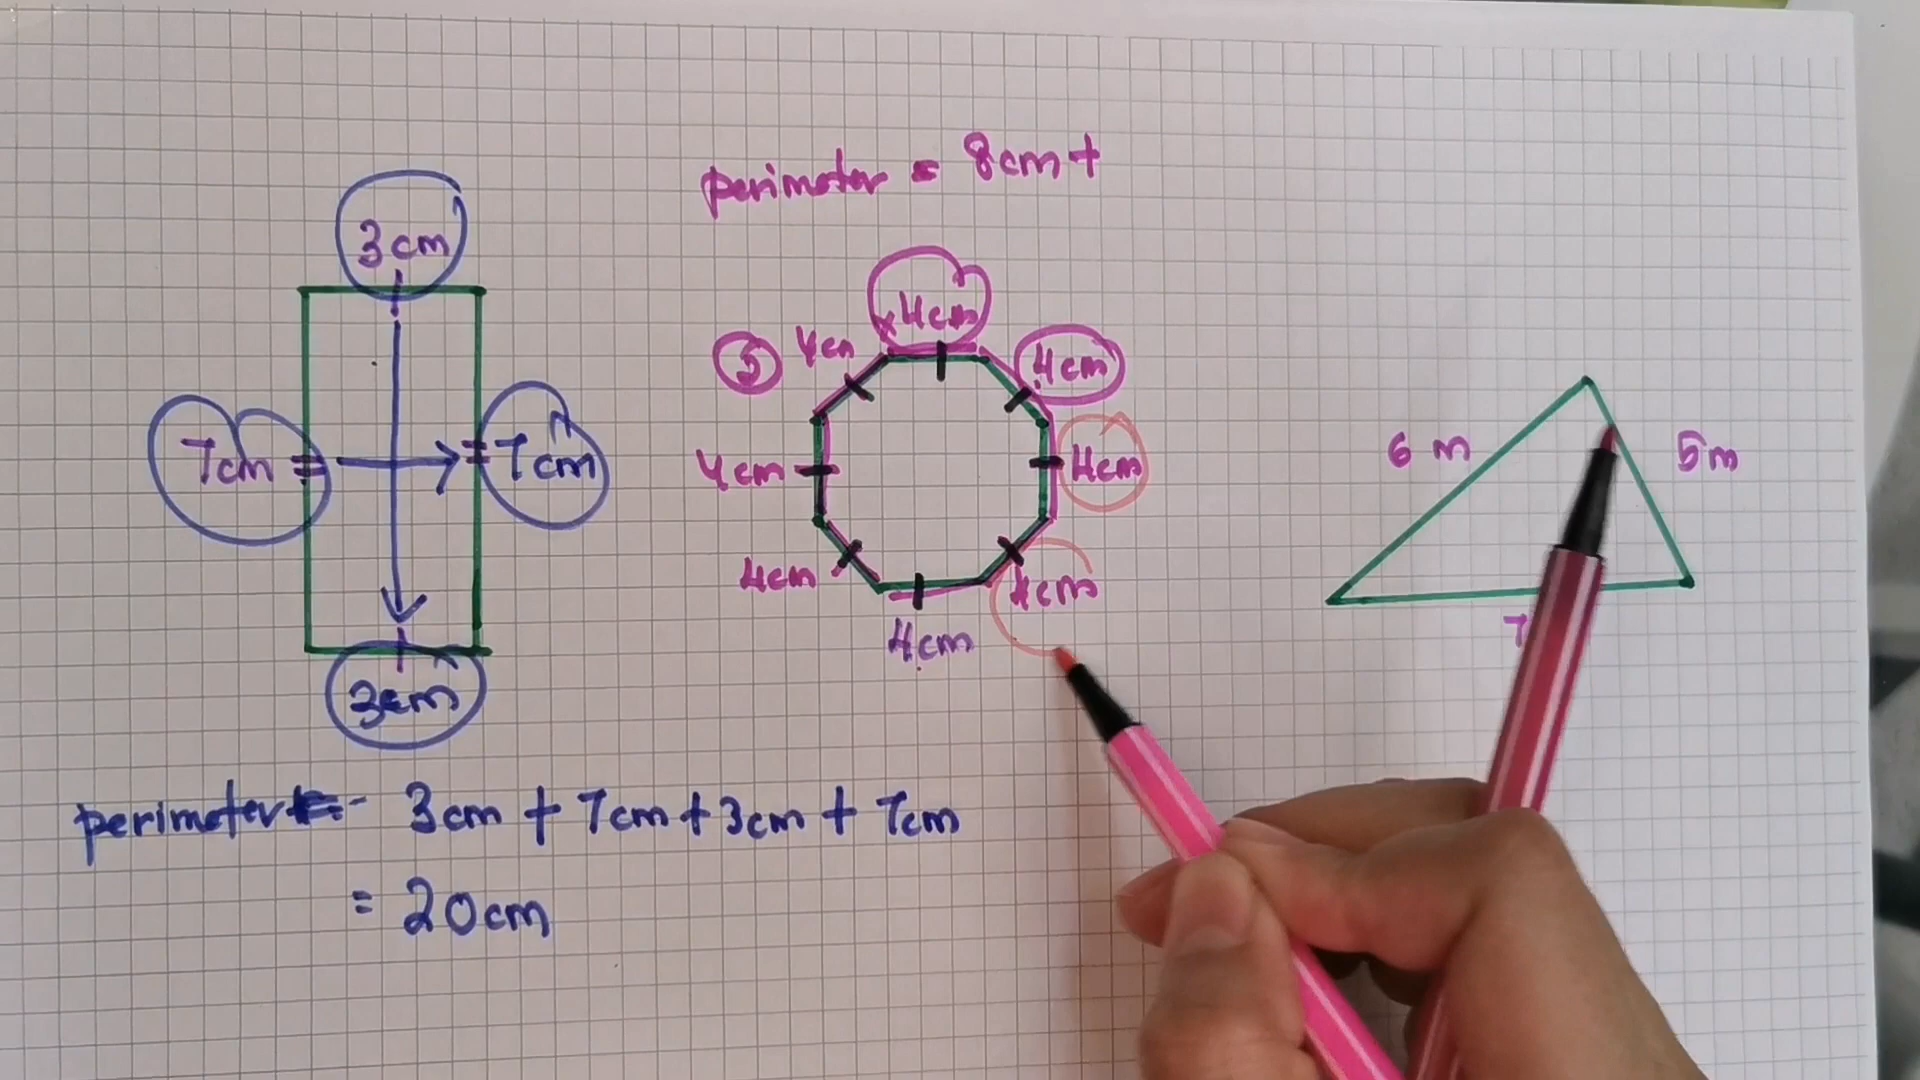 perimeter = 8cm +
3cm
7cm
7cm
3cm
perimeter = 3cm + 7cm + 3cm + 7cm
= 20cm
4cm
4cm
4cm
4cm
4cm
4cm
4cm
4cm
6 m
5m
7